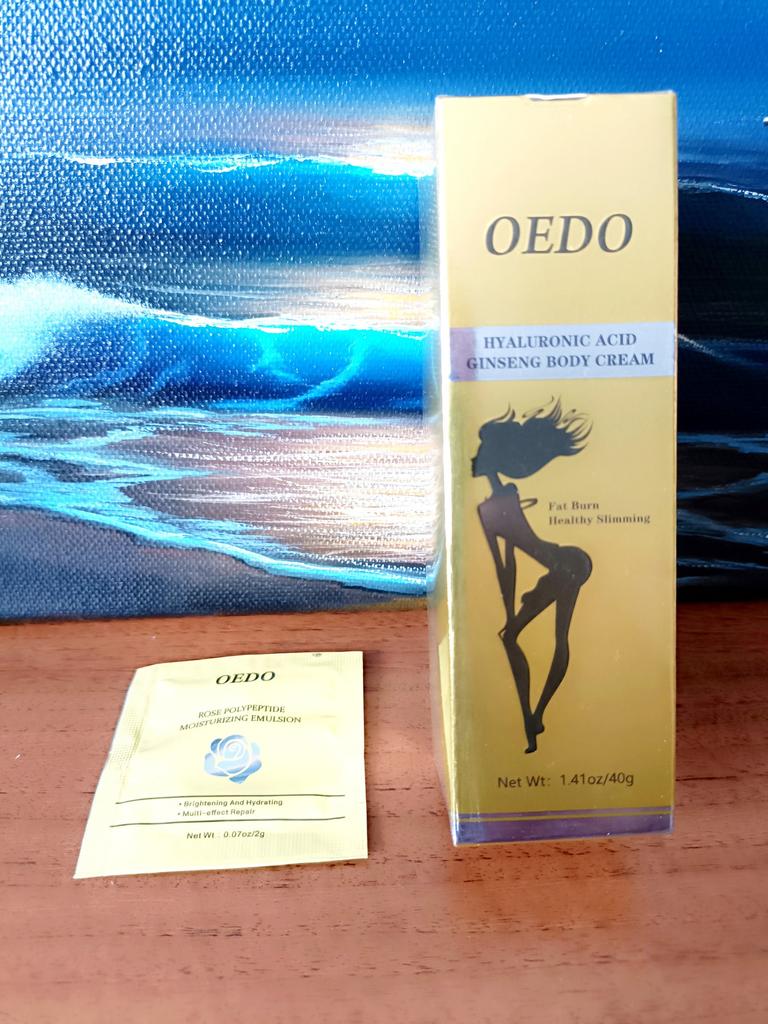 OEDO
HYALURONIC ACID
GINSENG BODY CREAM
Fat Burn
Healthy Slimming
Net Wt: 1.41oz/40g
OEDO
ROSE POLYPEPTIDE
MOISTURIZING EMULSION
• Brightening And Hydrating
• Multi-effect Repair
Net Wt : 0.07oz/2g